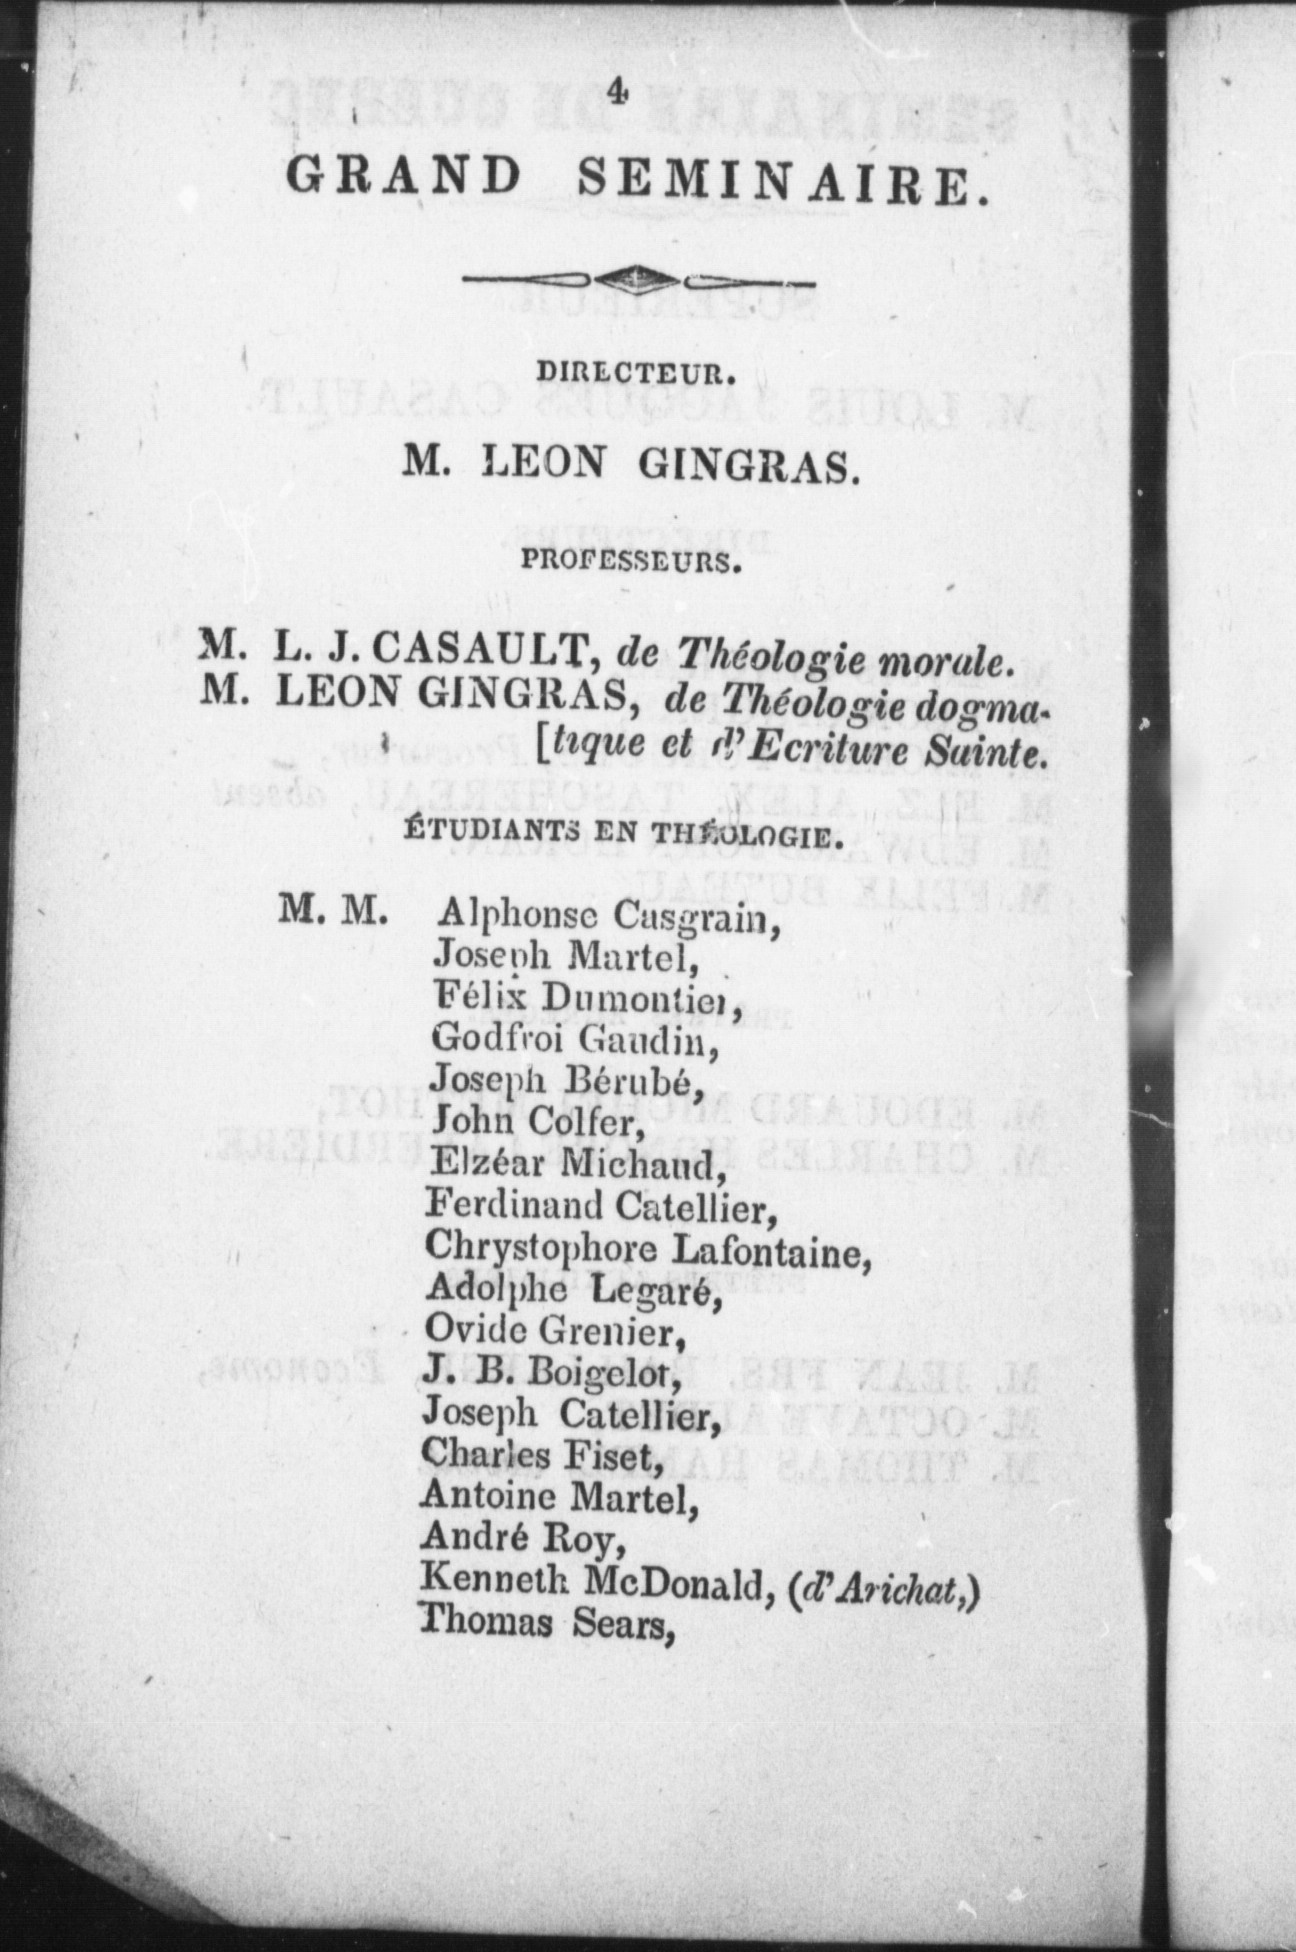 4
GRAND SEMINAIRE.
DIRECTEUR.
M. LEON GINGRAS.
PROFESSEURS.
M. L. J. CASAULT, de Théologie morale.
M. LEON GINGRAS, de Théologie dogma-
[tique et d'Ecriture Sainte.
ÉTUDIANTS EN THÉOLOGIE.
M. M. Alphonse Casgrain,
Joseph Martel,
Félix Dumontier,
Godfroi Gaudin,
Joseph Bérubé,
John Colfer,
Elzéar Michaud,
Ferdinand Catellier,
Chrystophore Lafontaine,
Adolphe Legaré,
Ovide Grenier,
J. B. Boigelot,
Joseph Catellier,
Charles Fiset,
Antoine Martel,
André Roy,
Kenneth McDonald, (d'Arichat,)
Thomas Sears,